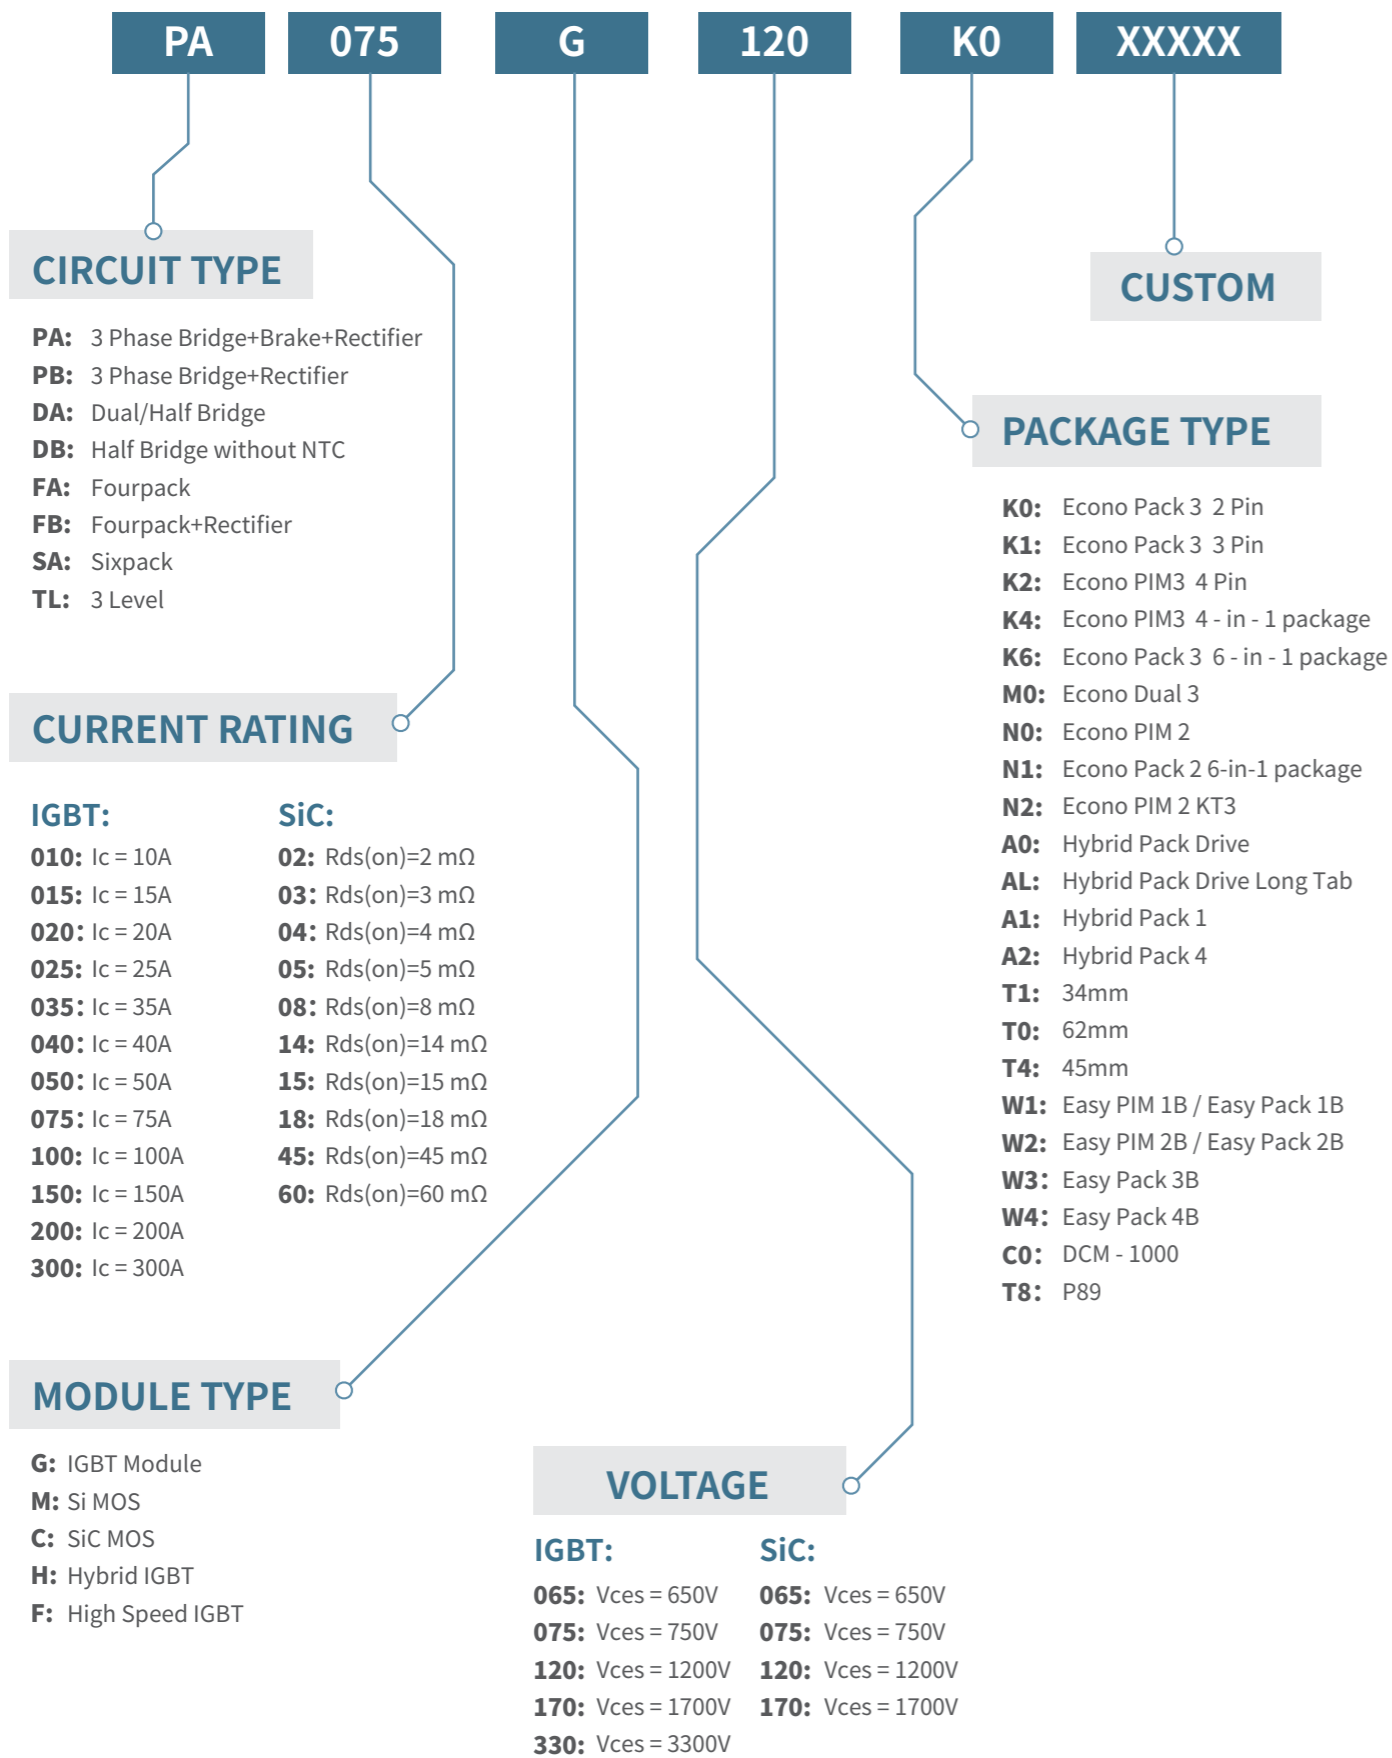 PA 075 G 120 K0 XXXXX
CIRCUIT TYPE
PA: 3 Phase Bridge+Brake+Rectifier
PB: 3 Phase Bridge+Rectifier
DA: Dual/Half Bridge
DB: Half Bridge without NTC
FA: Fourpack
FB: Fourpack+Rectifier
SA: Sixpack
TL: 3 Level
CURRENT RATING
IGBT:
010: Ic = 10A
015: Ic = 15A
020: Ic = 20A
025: Ic = 25A
035: Ic = 35A
040: Ic = 40A
050: Ic = 50A
075: Ic = 75A
100: Ic = 100A
150: Ic = 150A
200: Ic = 200A
300: Ic = 300A
SiC:
02: Rds(on)=2 mΩ
03: Rds(on)=3 mΩ
04: Rds(on)=4 mΩ
05: Rds(on)=5 mΩ
08: Rds(on)=8 mΩ
14: Rds(on)=14 mΩ
15: Rds(on)=15 mΩ
18: Rds(on)=18 mΩ
45: Rds(on)=45 mΩ
60: Rds(on)=60 mΩ
MODULE TYPE
G: IGBT Module
M: Si MOS
C: SiC MOS
H: Hybrid IGBT
F: High Speed IGBT
VOLTAGE
IGBT:
065: Vces = 650V
075: Vces = 750V
120: Vces = 1200V
170: Vces = 1700V
330: Vces = 3300V
SiC:
065: Vces = 650V
075: Vces = 750V
120: Vces = 1200V
170: Vces = 1700V
CUSTOM
PACKAGE TYPE
K0: Econo Pack 3 2 Pin
K1: Econo Pack 3 3 Pin
K2: Econo PIM3 4 Pin
K4: Econo PIM3 4 - in - 1 package
K6: Econo Pack 3 6 - in - 1 package
M0: Econo Dual 3
N0: Econo PIM 2
N1: Econo Pack 2 6-in-1 package
N2: Econo PIM 2 KT3
A0: Hybrid Pack Drive
AL: Hybrid Pack Drive Long Tab
A1: Hybrid Pack 1
A2: Hybrid Pack 4
T1: 34mm
T0: 62mm
T4: 45mm
W1: Easy PIM 1B / Easy Pack 1B
W2: Easy PIM 2B / Easy Pack 2B
W3: Easy Pack 3B
W4: Easy Pack 4B
C0: DCM - 1000
T8: P89